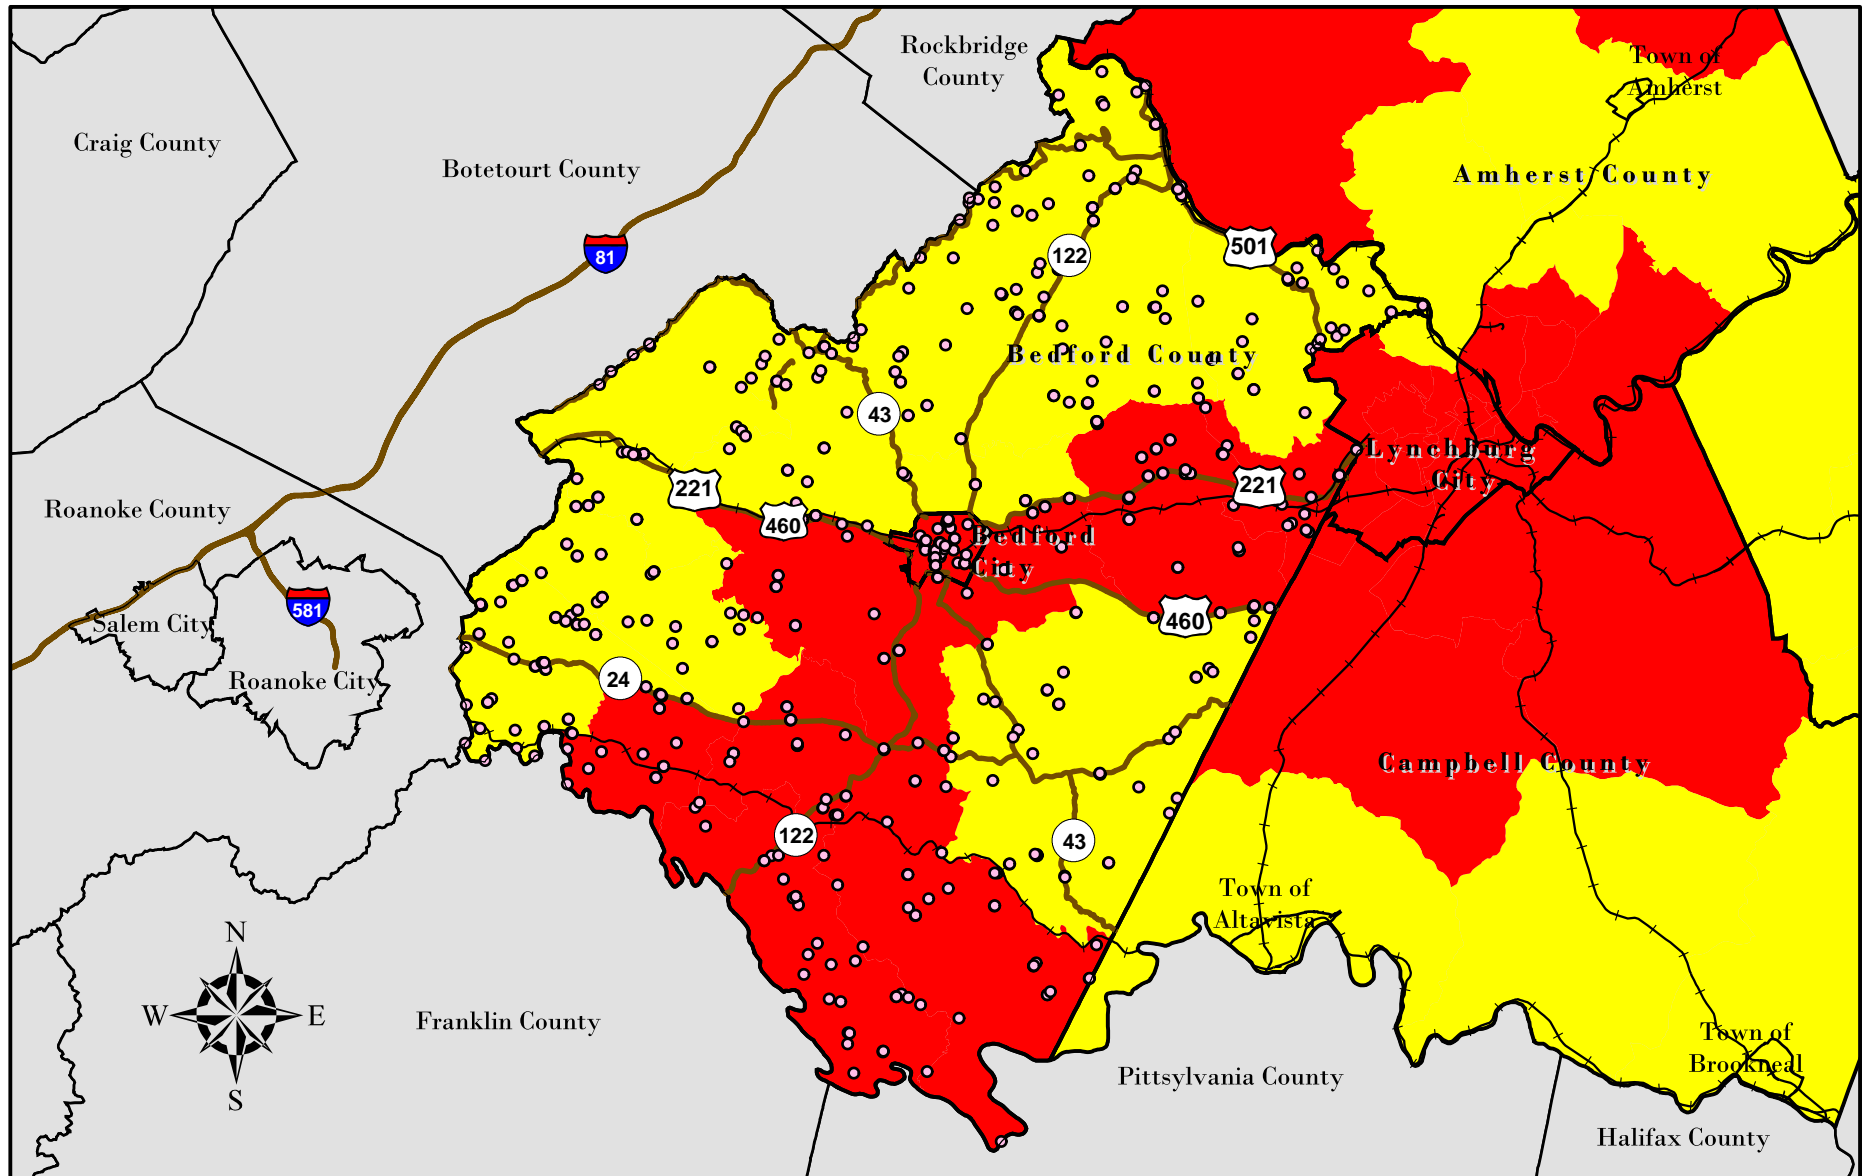 Rockbridge
County
Town of
Amherst
Craig County
Botetourt County
Amherst County
501
81
122
Bedford County
43
Lynchburg
City
221
221
460
Roanoke County
Bedford
City
581
460
Salem City
Roanoke City
24
Campbell County
122
43
Town of
Altavista
N
W
E
S
Franklin County
Town of
Brookneal
Pittsylvania County
Halifax County